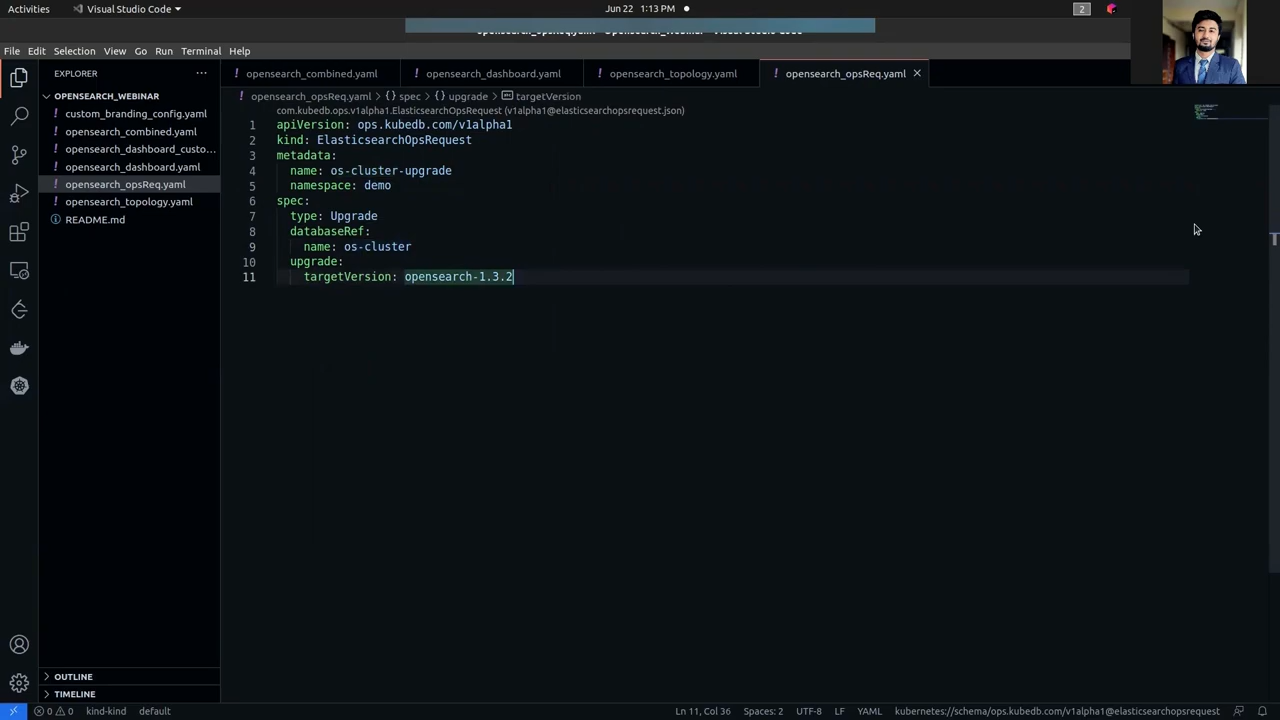 Activities
Visual Studio Code
Jun 22 1:13 PM
2
File Edit Selection View Go Run Terminal Help
EXPLORER
OPENSEARCH_WEBINAR
custom_branding_config.yaml
opensearch_combined.yaml
opensearch_dashboard_custo...
opensearch_dashboard.yaml
opensearch_opsReq.yaml
opensearch_topology.yaml
README.md
OUTLINE
TIMELINE
opensearch_combined.yaml opensearch_dashboard.yaml opensearch_topology.yaml opensearch_opsReq.yaml
opensearch_opsReq.yaml > {} spec > {} upgrade > targetVersion
com.kubedb.ops.v1alpha1.ElasticsearchOpsRequest (v1alpha1@elasticsearchopsrequest.json)
1 apiVersion: ops.kubedb.com/v1alpha1
2 kind: ElasticsearchOpsRequest
3 metadata:
4 name: os-cluster-upgrade
5 namespace: demo
6 spec:
7 type: Upgrade
8 databaseRef:
9 name: os-cluster
10 upgrade:
11 targetVersion: opensearch-1.3.2
0 0 kind-kind default Ln 11, Col 36 Spaces: 2 UTF-8 LF YAML kubernetes://schema/ops.kubedb.com/v1alpha1@elasticsearchopsrequest